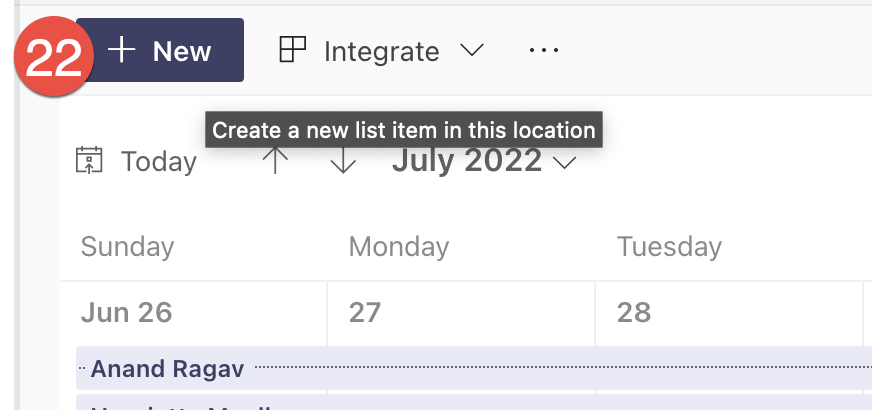 22
New Integrate
Create a new list item in this location
Today July 2022
Sunday Monday Tuesday
Jun 26 27 28
Anand Ragav